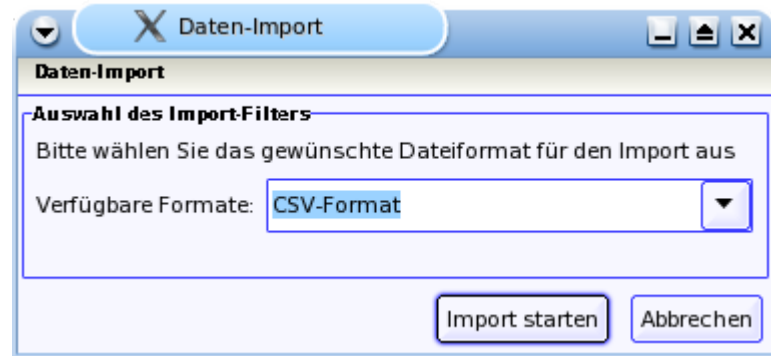 Daten-Import
Daten-Import
Auswahl des Import-Filters
Bitte wählen Sie das gewünschte Dateiformat für den Import aus
Verfügbare Formate: CSV-Format
Import starten Abbrechen